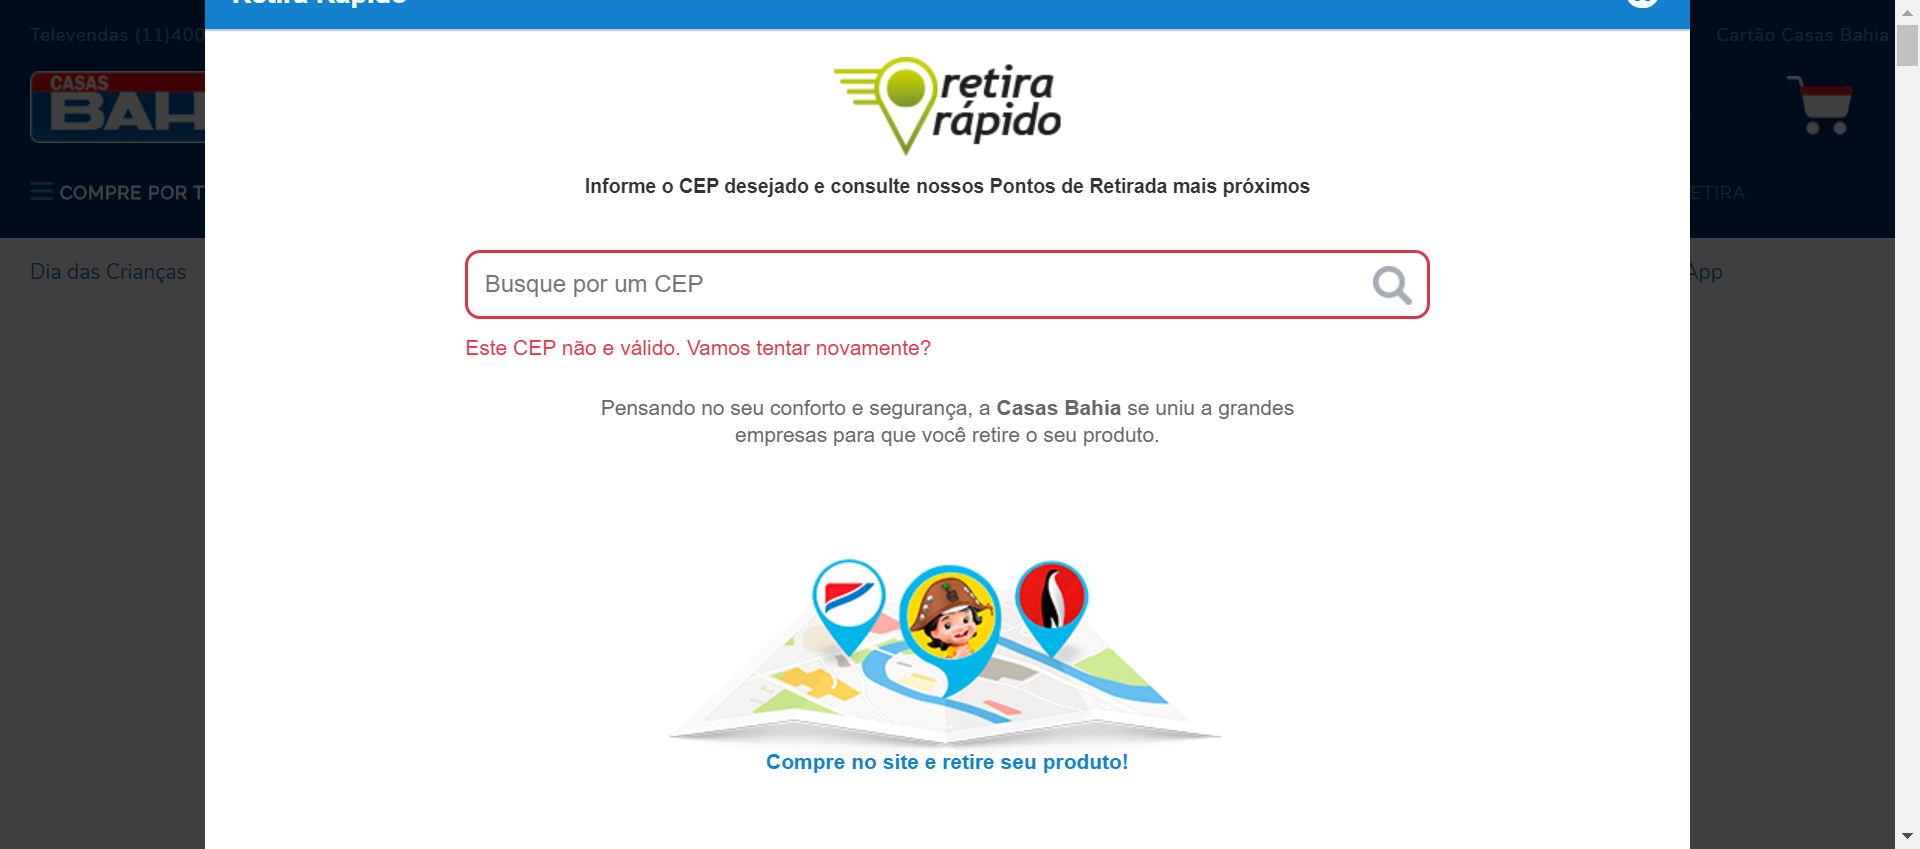 Retira Rápido
Televendas (11)400
Cartão Casas Bahia
CASAS
BAH
retira
rápido
COMPRE POR T
Informe o CEP desejado e consulte nossos Pontos de Retirada mais próximos
ETIRA
Dia das Crianças
App
Busque por um CEP
Este CEP não e válido. Vamos tentar novamente?
Pensando no seu conforto e segurança, a Casas Bahia se uniu a grandes
empresas para que você retire o seu produto.
Compre no site e retire seu produto!